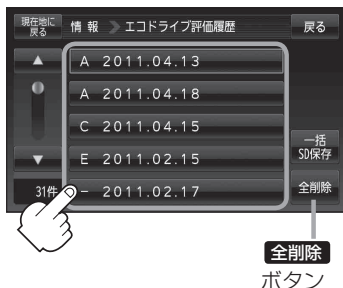 現在地に
戻る
情 報 エコドライブ評価履歴
戻る
A 2011.04.13
A 2011.04.18
C 2011.04.15
E 2011.02.15
− 2011.02.17
31件
一括
SD保存
全削除
全削除
ボタン